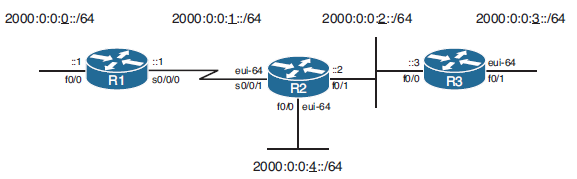 2000:0:0:0::/64 2000:0:0:1::/64 2000:0:0:2::/64 2000:0:0:3::/64
::1 ::1 eui-64 ::2 ::3 eui-64
f0/0 R1 s0/0/0 s0/0/1 R2 f0/1 f0/0 R3 f0/1
f0/0 eui-64
2000:0:0:4::/64